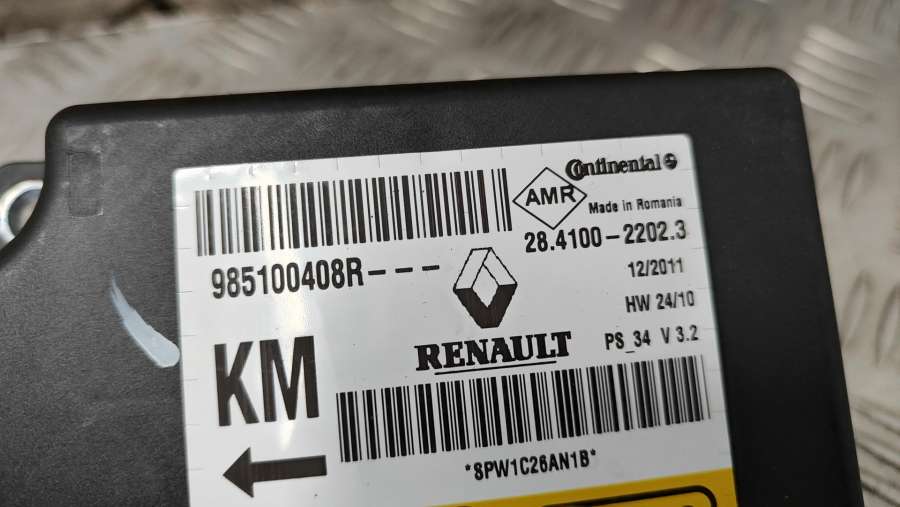 Continental
AMR
Made in Romania
28.4100-2202.3
985100408R---
12/2011
HW 24/10
RENAULT
PS_34 V 3.2
KM
*8PW1C26AN1B*